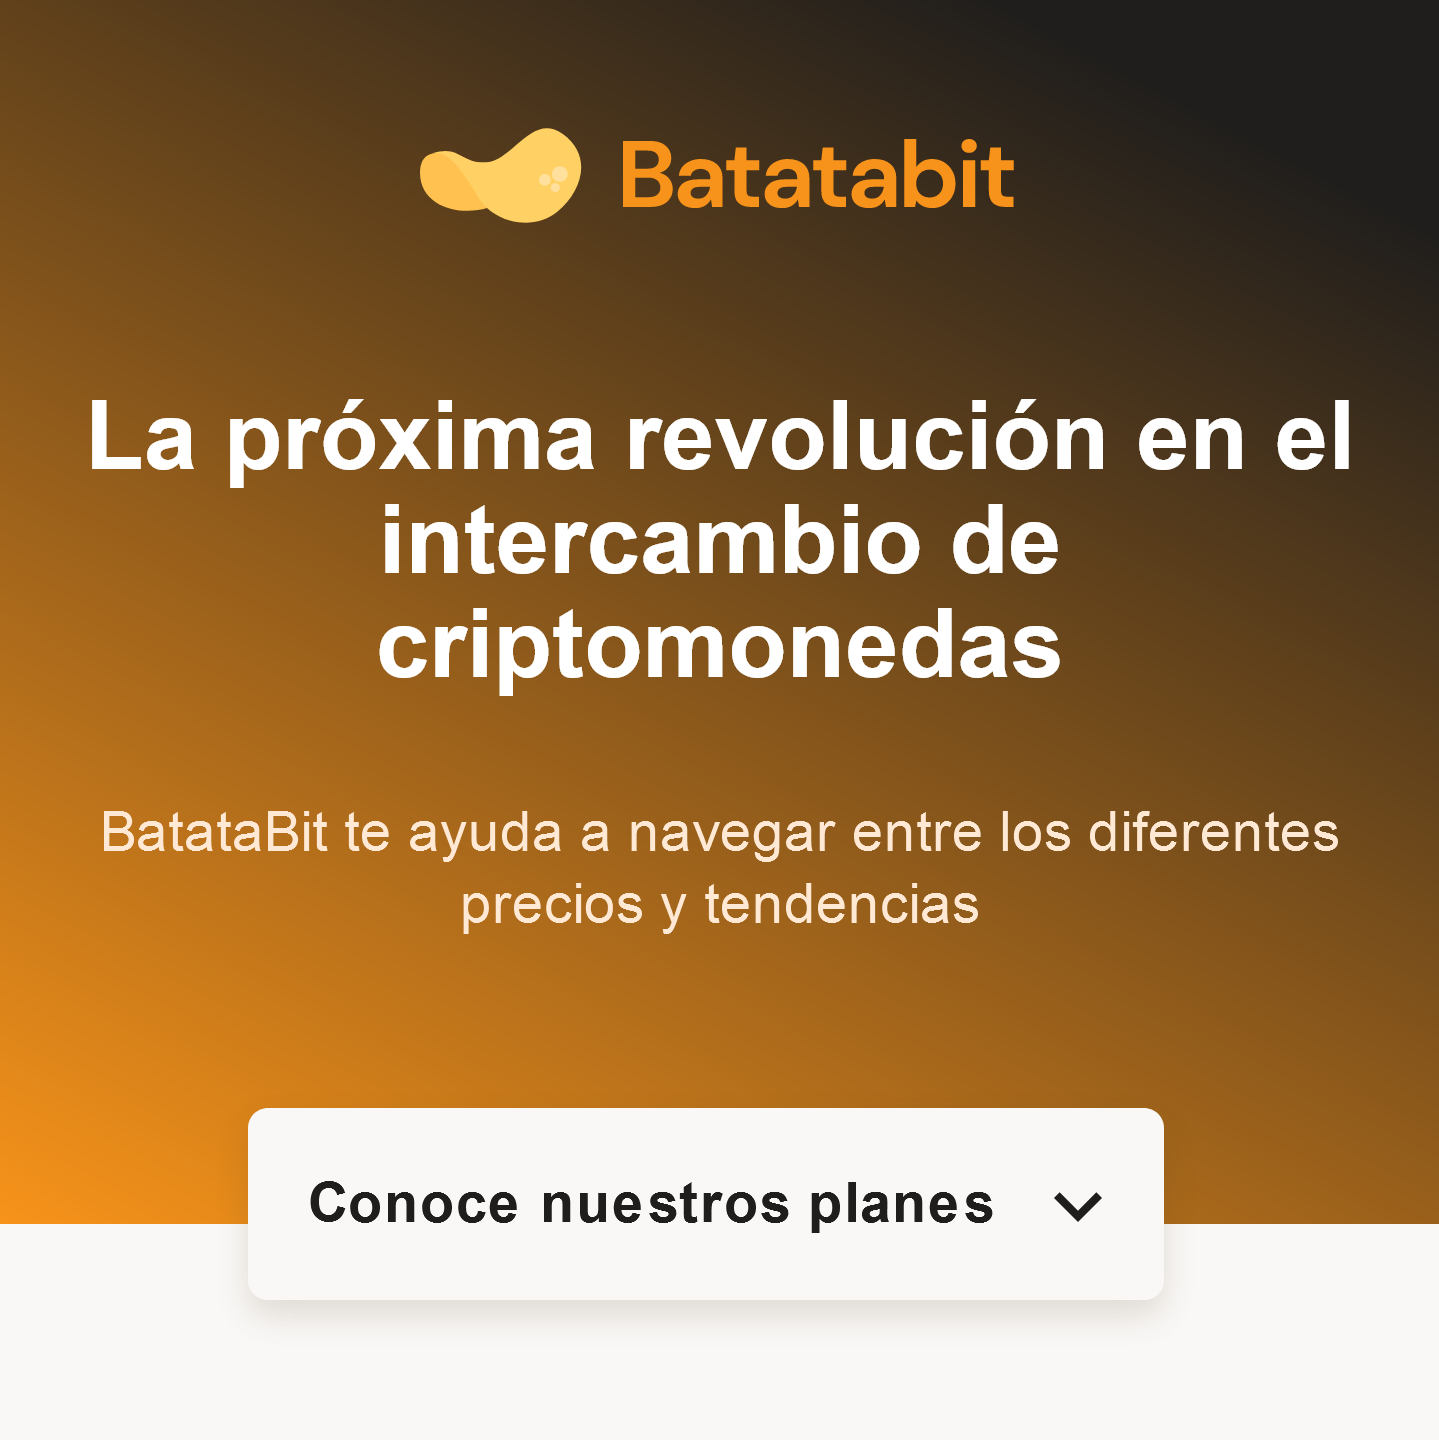 Batatabit
La próxima revolución en el
intercambio de
criptomonedas
BatataBit te ayuda a navegar entre los diferentes
precios y tendencias
Conoce nuestros planes